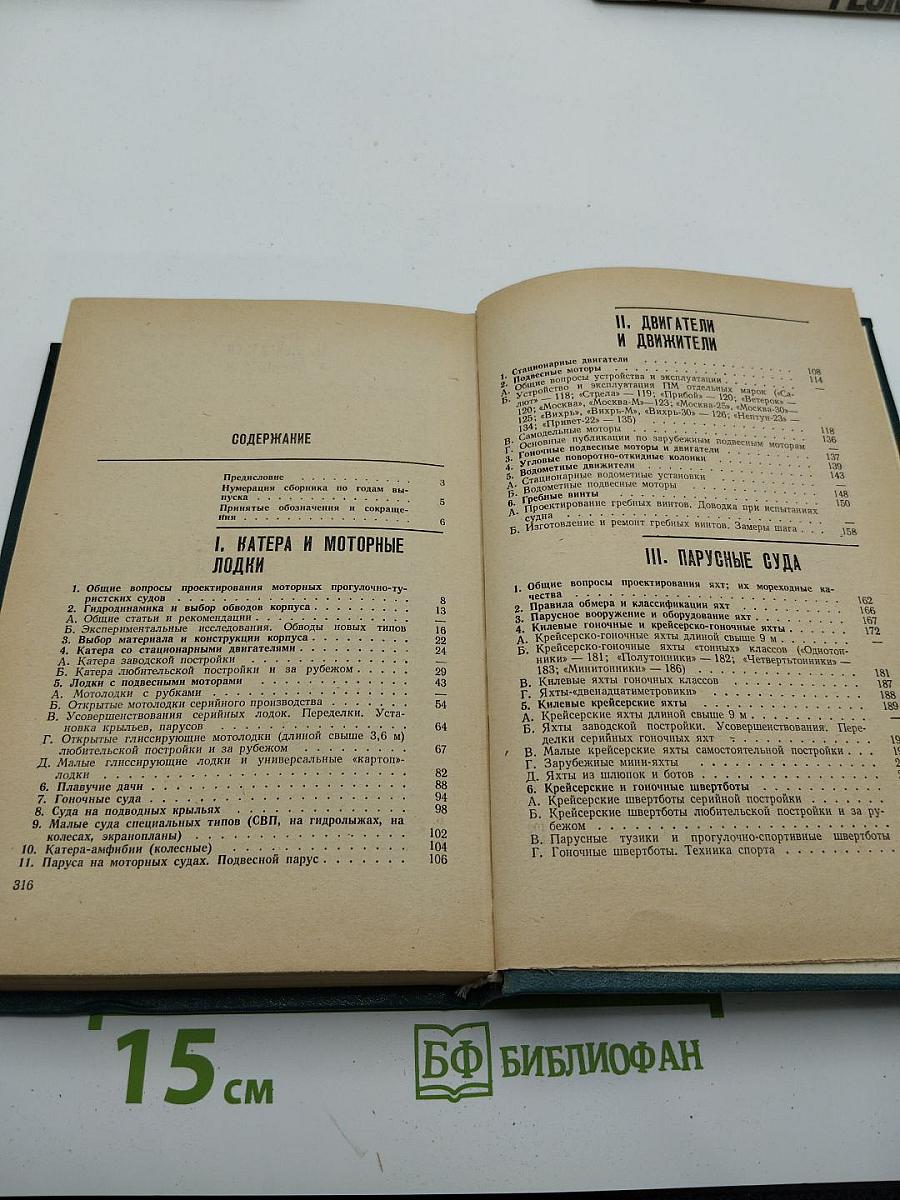 СОДЕРЖАНИЕ
Предисловие . . . . . . . . . . 3
Нумерация сборника по годам вы-
пуска . . . . . . . . . . 5
Принятые обозначения и сокраще-
ния . . . . . . . . . . 6
I. КАТЕРА И МОТОРНЫЕ
ЛОДКИ
1. Общие вопросы проектирования моторных прогулочно-ту-
ристских судов . . . . . . . . . . 8
2. Гидродинамика и выбор обводов корпуса . . . . . . . 13
А. Общие статьи и рекомендации . . . . . . . . . . —
Б. Экспериментальные исследования. Обводы новых типов 16
3. Выбор материала и конструкции корпуса . . . . . . . 22
4. Катера со стационарными двигателями . . . . . . . . 24
А. Катера заводской постройки . . . . . . . . . . —
Б. Катера любительской постройки и за рубежом . . . . . 29
5. Лодки с подвесными моторами . . . . . . . . . . 43
А. Мотолодки с рубками . . . . . . . . . . —
Б. Открытые мотолодки серийного производства . . . . . 54
В. Усовершенствования серийных лодок. Переделки. Уста-
новка крыльев, парусов . . . . . . . . . . 64
Г. Открытые глиссирующие мотолодки (длиной свыше 3,6 м)
любительской постройки и за рубежом . . . . . . . 67
Д. Малые глиссирующие лодки и универсальные «картоп»-
лодки . . . . . . . . . . 82
6. Плавучие дачи . . . . . . . . . . 88
7. Гоночные суда . . . . . . . . . . 94
8. Суда на подводных крыльях . . . . . . . . . . 98
9. Малые суда специальных типов (СВП, на гидролыжах, на
колесах, экранопланы) . . . . . . . . . . 102
10. Катера-амфибии (колесные) . . . . . . . . . . 104
11. Паруса на моторных судах. Подвесной парус . . . . . . . 106
316
II. ДВИГАТЕЛИ
И ДВИЖИТЕЛИ
1. Стационарные двигатели . . . . . . . . . . 108
2. Подвесные моторы . . . . . . . . . . 114
А. Общие вопросы устройства и эксплуатации . . . . . . —
Б. Устройство и эксплуатация ПМ отдельных марок («Са-
лют» — 118; «Стрела» — 119; «Прибой» — 120; «Ветерок» —
120; «Москва», «Москва-М» — 123; «Москва-25», «Москва-30» —
125; «Вихрь», «Вихрь-М», «Вихрь-30» — 126; «Нептун-23» —
134; «Привет-22» — 135) . . . . . . . . . . 118
В. Самодельные моторы . . . . . . . . . . 136
Г. Основные публикации по зарубежным подвесным моторам
3. Гоночные подвесные моторы и двигатели . . . . . . . 137
4. Угловые поворотно-откидные колонки . . . . . . . 139
5. Водометные движители . . . . . . . . . . 143
А. Стационарные водометные установки . . . . . . . —
Б. Водометные подвесные моторы . . . . . . . . . . 148
6. Гребные винты . . . . . . . . . . 150
А. Проектирование гребных винтов. Доводка при испытаниях
судна . . . . . . . . . . —
Б. Изготовление и ремонт гребных винтов. Замеры шага . . . 158
III. ПАРУСНЫЕ СУДА
1. Общие вопросы проектирования яхт; их мореходные ка-
чества . . . . . . . . . . 162
2. Правила обмера и классификации яхт . . . . . . . 166
3. Парусное вооружение и оборудование яхт . . . . . . . 167
4. Килевые гоночные и крейсерско-гоночные яхты . . . . . 172
А. Крейсерско-гоночные яхты длиной свыше 9 м . . . . . —
Б. Крейсерско-гоночные яхты «тонных» классов («Однотон-
ники» — 181; «Полутонники» — 182; «Четвертьтонники» —
183; «Минитонники» — 186) . . . . . . . . . . 181
В. Килевые яхты гоночных классов . . . . . . . . . . 187
Г. Яхты-«двенадцатиметровики» . . . . . . . . . . 188
5. Килевые крейсерские яхты . . . . . . . . . . 189
А. Крейсерские яхты длиной свыше 9 м . . . . . . . —
Б. Яхты заводской постройки. Усовершенствования. Пере-
делки серийных гоночных яхт . . . . . . . . . .
В. Малые крейсерские яхты самостоятельной постройки . . .
Г. Зарубежные мини-яхты . . . . . . . . . .
Д. Яхты из шлюпок и ботов . . . . . . . . . .
6. Крейсерские и гоночные швертботы . . . . . . . . . .
А. Крейсерские швертботы серийной постройки . . . . . .
Б. Крейсерские швертботы любительской постройки и за ру-
бежом . . . . . . . . . .
В. Парусные тузики и прогулочно-спортивные швертботы
Г. Гоночные швертботы. Техника спорта . . . . . . . .
15 см
БФ БИБЛИОФАН